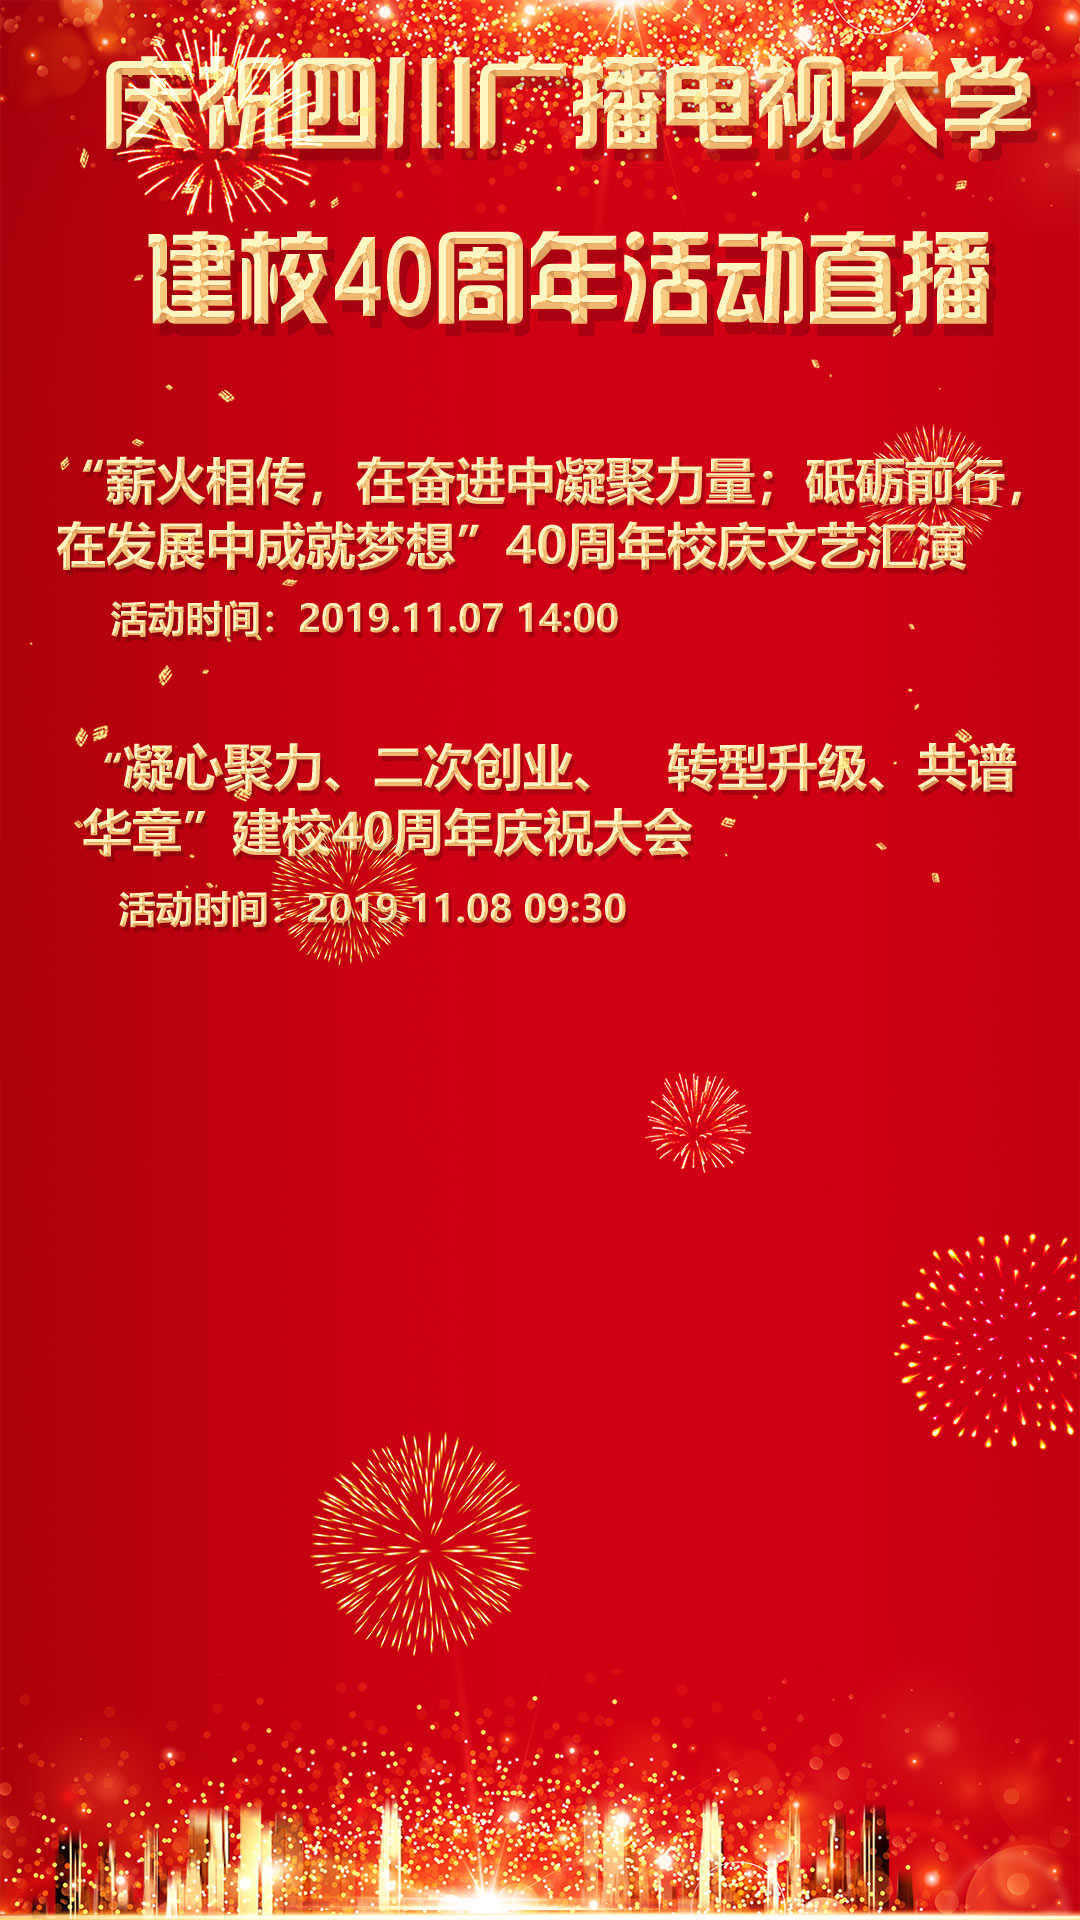 庆祝四川广播电视大学
建校40周年活动直播
“薪火相传，在奋进中凝聚力量；砥砺前行，
在发展中成就梦想”40周年校庆文艺汇演
活动时间：2019.11.07 14:00
“凝心聚力、二次创业、 转型升级、共谱
华章”建校40周年庆祝大会
活动时间：2019.11.08 09:30